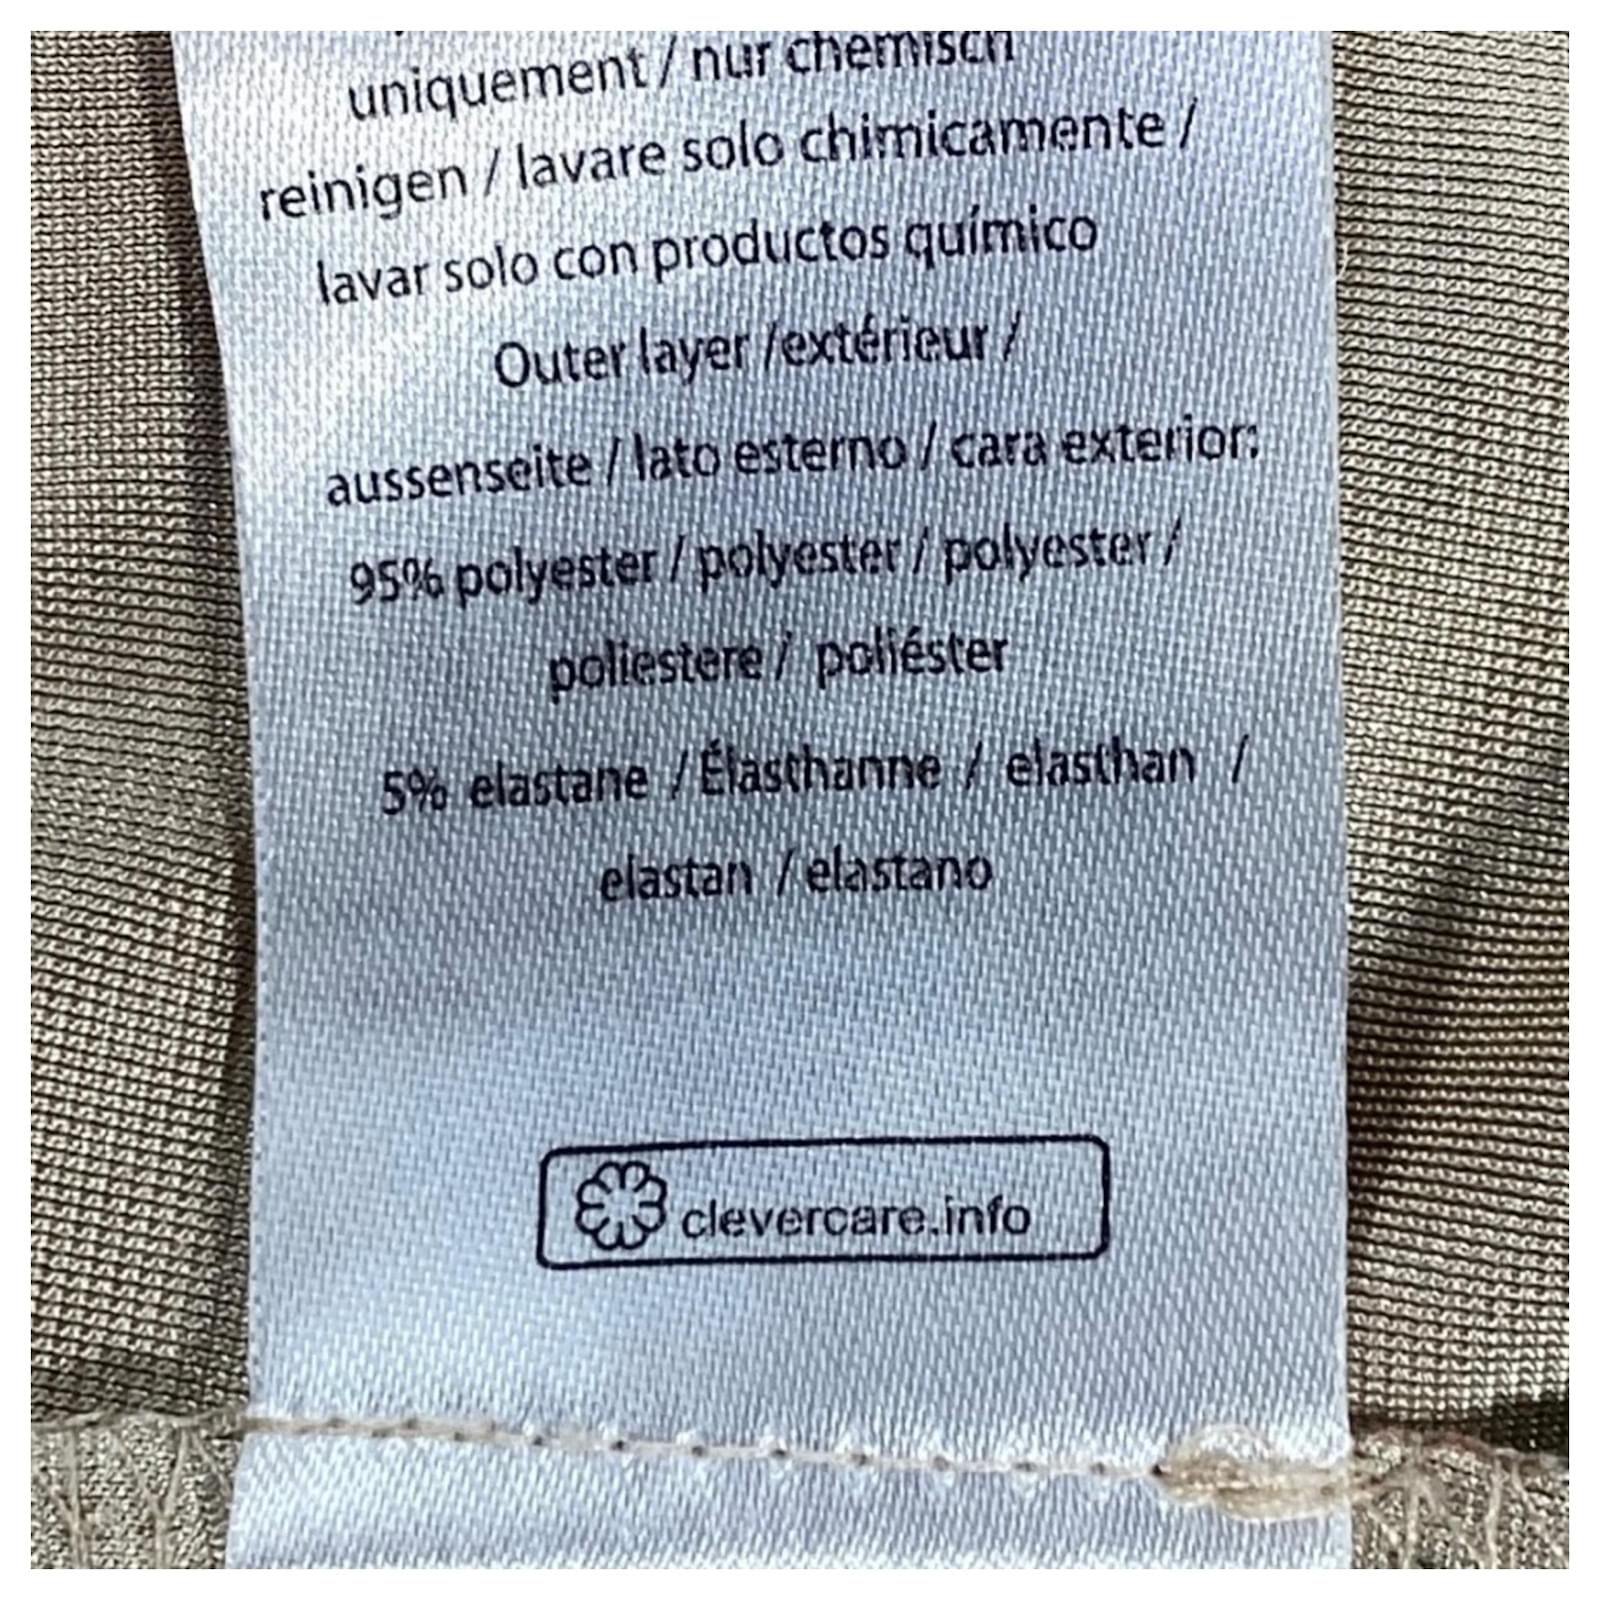 uniquement / nur chemisch
reinigen / lavare solo chimicamente /
lavar solo con productos químico
Outer layer /extérieur /
aussenseite / lato esterno / cara exterior:
95% polyester / polyester / polyester /
poliestere / poliéster
5% elastane / Élasthanne / elasthan /
elastan / elastano
clevercare.info